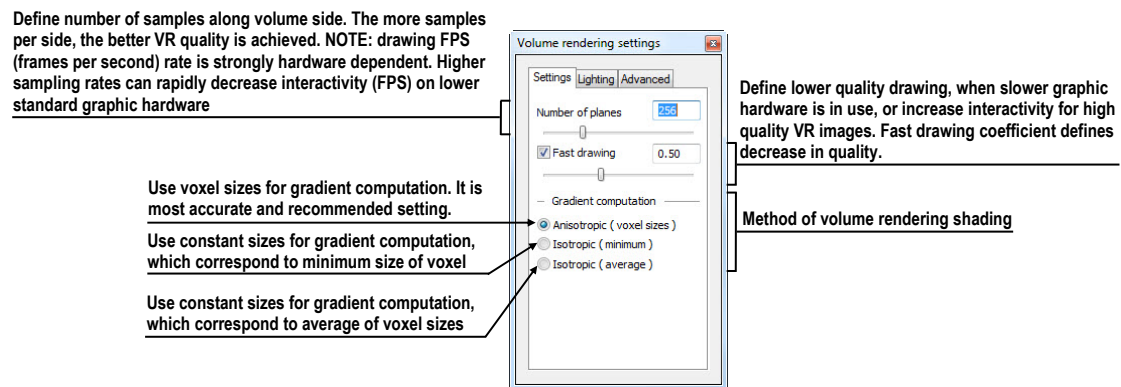 Define number of samples along volume side. The more samples
per side, the better VR quality is achieved. NOTE: drawing FPS
(frames per second) rate is strongly hardware dependent. Higher
sampling rates can rapidly decrease interactivity (FPS) on lower
standard graphic hardware
Use voxel sizes for gradient computation. It is
most accurate and recommended setting.
Use constant sizes for gradient computation,
which correspond to minimum size of voxel
Use constant sizes for gradient computation,
which correspond to average of voxel sizes
Volume rendering settings
Settings Lighting Advanced
Number of planes 256
Fast drawing 0.50
Gradient computation
Anisotropic ( voxel sizes )
Isotropic ( minimum )
Isotropic ( average )
Define lower quality drawing, when slower graphic
hardware is in use, or increase interactivity for high
quality VR images. Fast drawing coefficient defines
decrease in quality.
Method of volume rendering shading